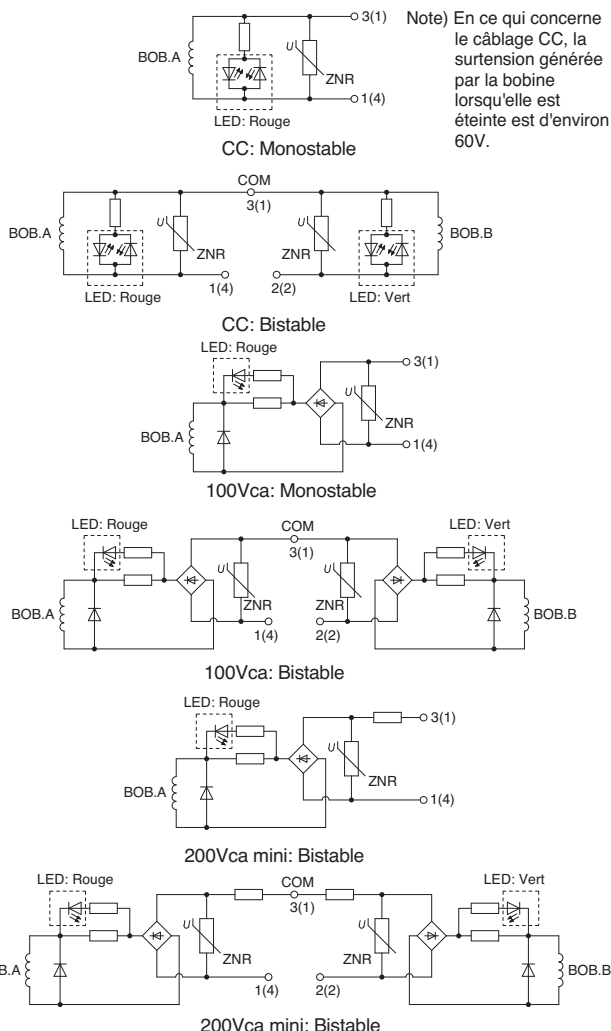 3(1)
BOB.A
U
ZNR
1(4)
LED: Rouge
CC: Monostable
Note) En ce qui concerne
le câblage CC, la
surtension générée
par la bobine
lorsqu'elle est
éteinte est d'environ
60V.
COM
3(1)
BOB.A
U
ZNR
U
ZNR
BOB.B
1(4)
2(2)
LED: Rouge
LED: Vert
CC: Bistable
LED: Rouge
3(1)
U
ZNR
BOB.A
1(4)
100Vca: Monostable
LED: Rouge
COM
LED: Vert
3(1)
U
U
ZNR
ZNR
BOB.A
1(4)
2(2)
BOB.B
100Vca: Bistable
LED: Rouge
3(1)
U
ZNR
BOB.A
1(4)
200Vca mini: Bistable
LED: Rouge
COM
LED: Vert
3(1)
U
U
ZNR
ZNR
B.A
BOB.B
1(4)
2(2)
200Vca mini: Bistable